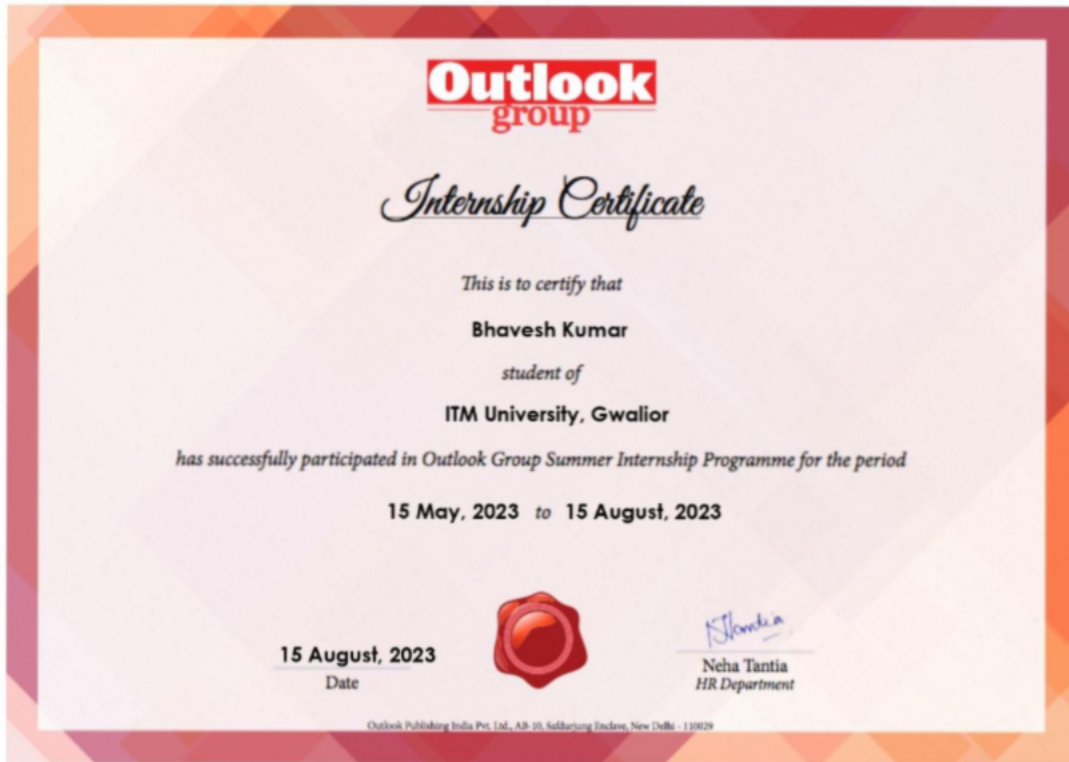 Outlook
group
Internship Certificate
This is to certify that
Bhavesh Kumar
student of
ITM University, Gwalior
has successfully participated in Outlook Group Summer Internship Programme for the period
15 May, 2023 to 15 August, 2023
15 August, 2023
Date
NTantia
Neha Tantia
HR Department
Outlook Publishing India Pvt. Ltd., AB-10, Safdarjung Enclave, New Delhi - 110029